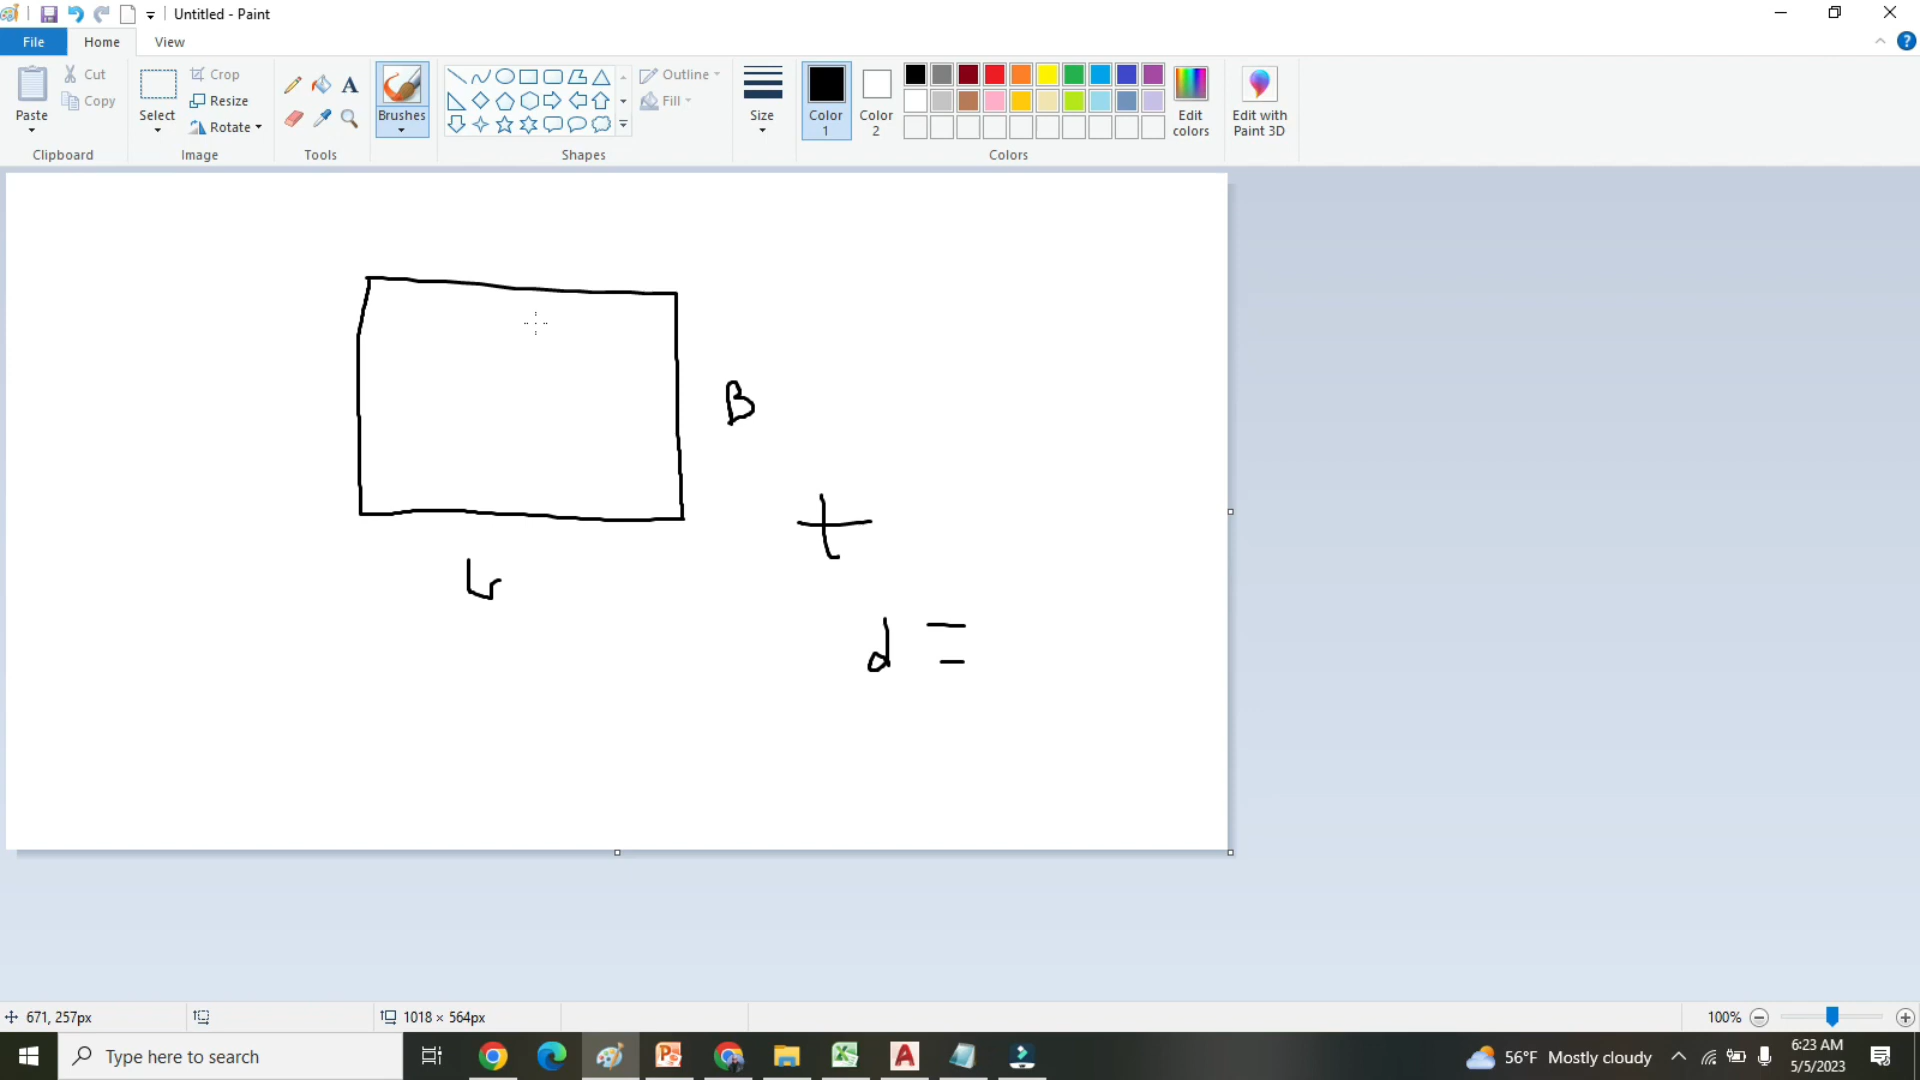 Untitled - Paint
File Home View
Paste
Cut
Copy
Clipboard
Select
Crop
Resize
Rotate
Image
A
Tools
Brushes
Shapes
Outline
Fill
Size
Color 1
Color 2
Colors
Edit colors
Edit with Paint 3D
B
+
d =
671, 257px
1018 × 564px
100%
Type here to search
56°F Mostly cloudy
6:23 AM
5/5/2023